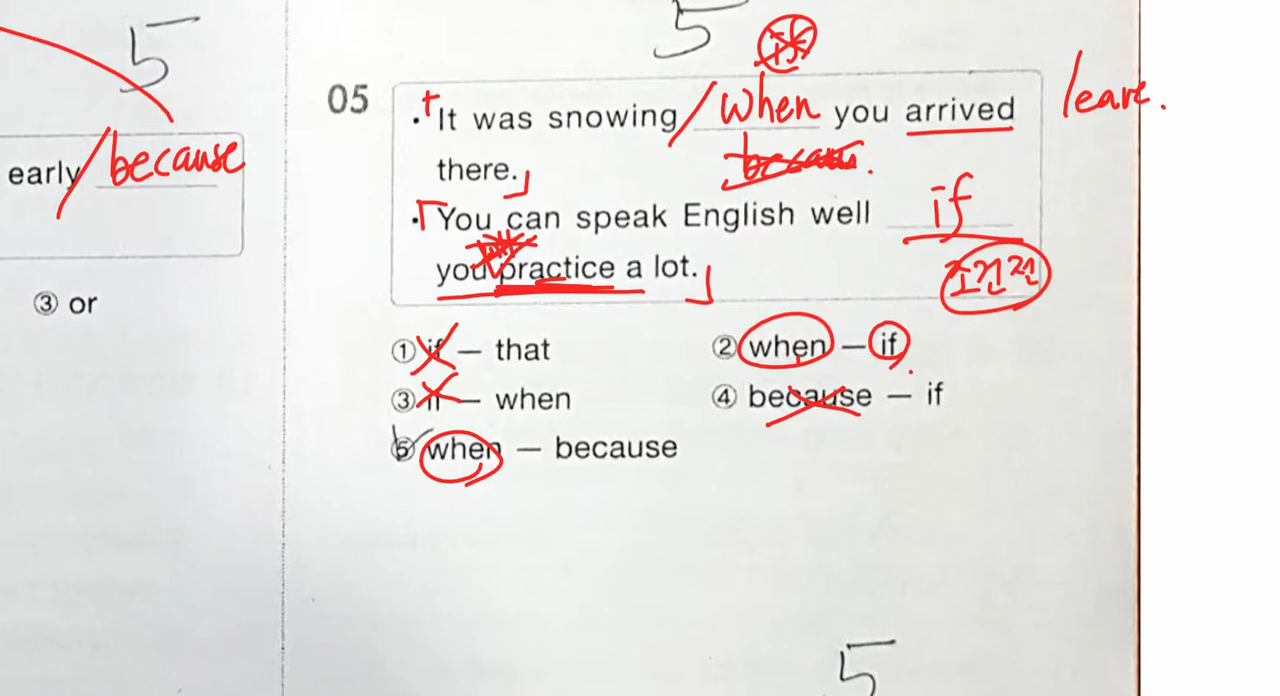 5
early / because
③ or
5
if
05
· It was snowing / when you arrived
leave.
there.
· You can speak English well if
you practice a lot.
조건절
① if – that
② when – if
③ if – when
④ because – if
⑤ when – because
5